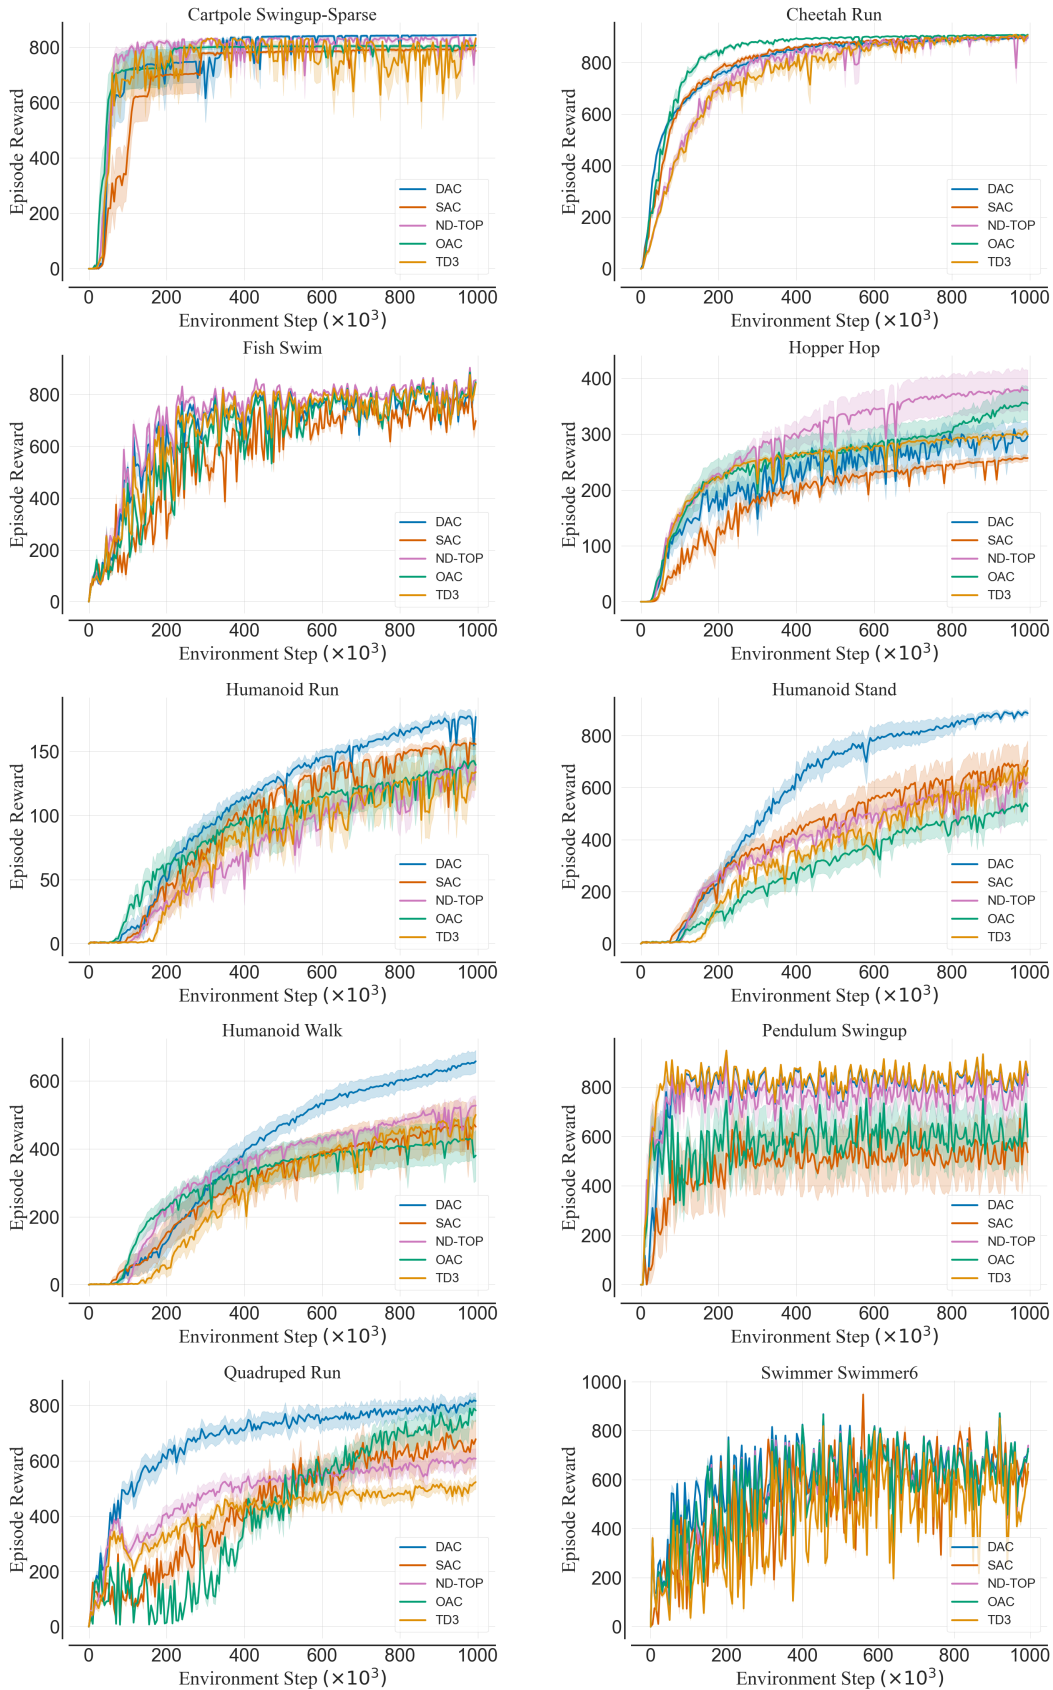 Cartpole Swingup-Sparse
Episode Reward
800
600
400
200
0
DAC
SAC
ND-TOP
OAC
TD3
0 200 400 600 800 1000
Environment Step (×10³)
Cheetah Run
Episode Reward
800
600
400
200
0
DAC
SAC
ND-TOP
OAC
TD3
0 200 400 600 800 1000
Environment Step (×10³)
Fish Swim
Episode Reward
800
600
400
200
0
DAC
SAC
ND-TOP
OAC
TD3
0 200 400 600 800 1000
Environment Step (×10³)
Hopper Hop
Episode Reward
400
300
200
100
0
DAC
SAC
ND-TOP
OAC
TD3
0 200 400 600 800 1000
Environment Step (×10³)
Humanoid Run
Episode Reward
150
100
50
0
DAC
SAC
ND-TOP
OAC
TD3
0 200 400 600 800 1000
Environment Step (×10³)
Humanoid Stand
Episode Reward
800
600
400
200
0
DAC
SAC
ND-TOP
OAC
TD3
0 200 400 600 800 1000
Environment Step (×10³)
Humanoid Walk
Episode Reward
600
400
200
0
DAC
SAC
ND-TOP
OAC
TD3
0 200 400 600 800 1000
Environment Step (×10³)
Pendulum Swingup
Episode Reward
800
600
400
200
0
DAC
SAC
ND-TOP
OAC
TD3
0 200 400 600 800 1000
Environment Step (×10³)
Quadruped Run
Episode Reward
800
600
400
200
0
DAC
SAC
ND-TOP
OAC
TD3
0 200 400 600 800 1000
Environment Step (×10³)
Swimmer Swimmer6
Episode Reward
1000
800
600
400
200
0
DAC
SAC
ND-TOP
OAC
TD3
0 200 400 600 800 1000
Environment Step (×10³)